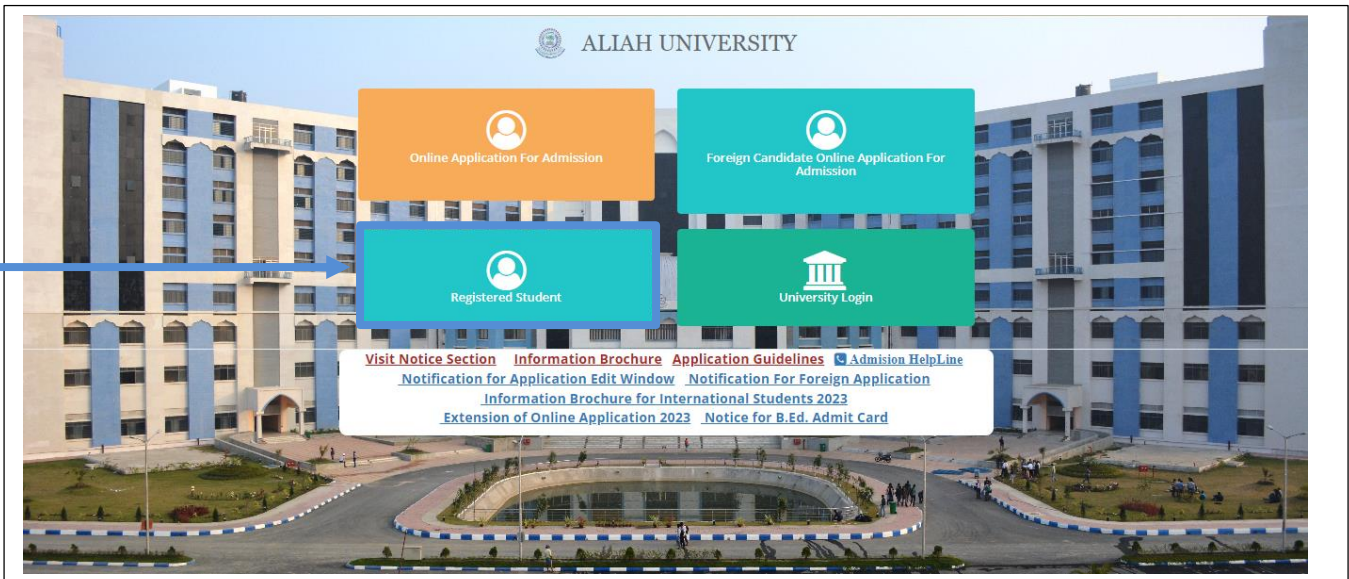 ALIAH UNIVERSITY
Online Application For Admission
Foreign Candidate Online Application For
Admission
Registered Student
University Login
Visit Notice Section Information Brochure Application Guidelines Admision HelpLine
Notification for Application Edit Window Notification For Foreign Application
Information Brochure for International Students 2023
Extension of Online Application 2023 Notice for B.Ed. Admit Card